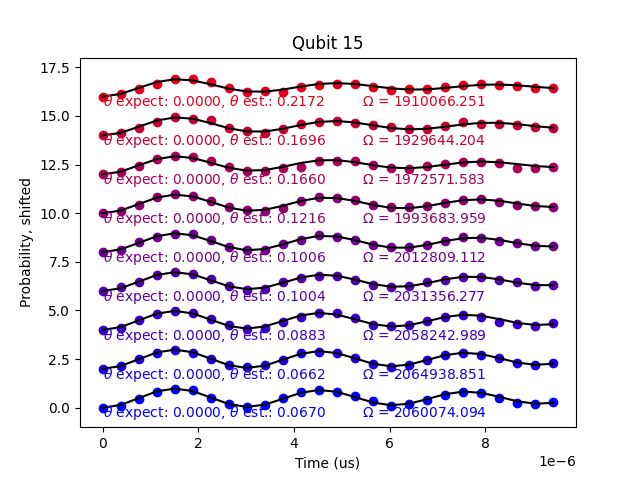 Qubit 15
17.5
θ expect: 0.0000, θ est.: 0.2172 Ω = 1910066.251
15.0
θ expect: 0.0000, θ est.: 0.1696 Ω = 1929644.204
12.5
θ expect: 0.0000, θ est.: 0.1660 Ω = 1972571.583
10.0
θ expect: 0.0000, θ est.: 0.1216 Ω = 1993683.959
7.5
θ expect: 0.0000, θ est.: 0.1006 Ω = 2012809.112
θ expect: 0.0000, θ est.: 0.1004 Ω = 2031356.277
5.0
θ expect: 0.0000, θ est.: 0.0883 Ω = 2058242.989
2.5
θ expect: 0.0000, θ est.: 0.0662 Ω = 2064938.851
0.0
θ expect: 0.0000, θ est.: 0.0670 Ω = 2060074.094
Probability, shifted
0 2 4 6 8
Time (us)
1e−6